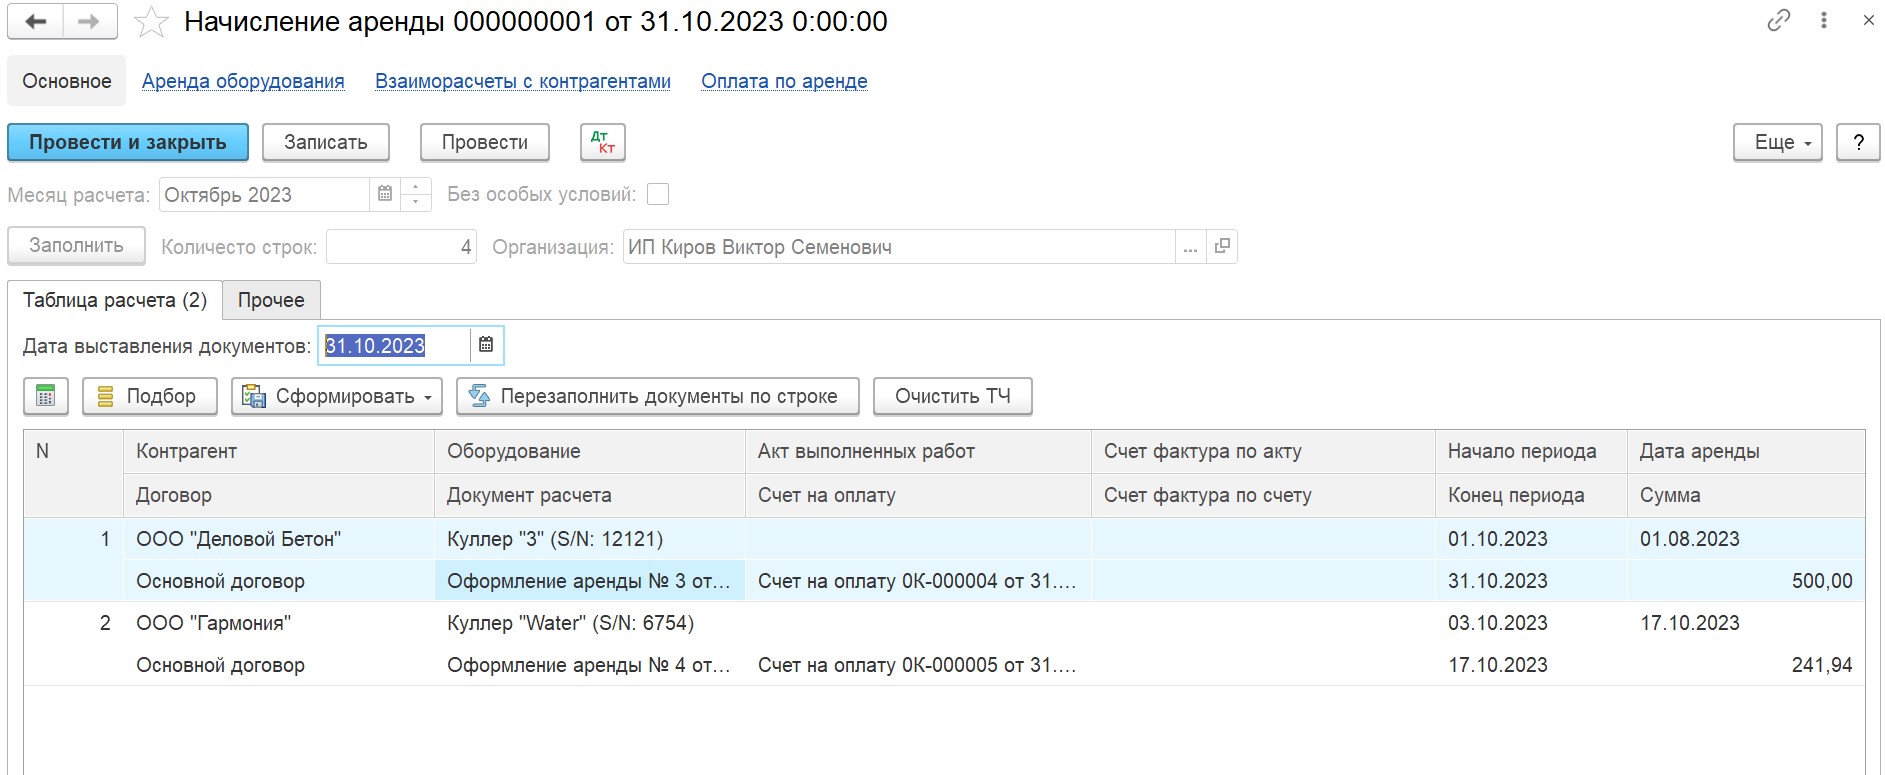 Начисление аренды 000000001 от 31.10.2023 0:00:00
Основное Аренда оборудования Взаиморасчеты с контрагентами Оплата по аренде
Провести и закрыть Записать Провести Дт Кт Еще ?
Месяц расчета: Октябрь 2023 Без особых условий:
Заполнить Количесто строк: 4 Организация: ИП Киров Виктор Семенович ...
Таблица расчета (2) Прочее
Дата выставления документов: 31.10.2023
Подбор Сформировать Перезаполнить документы по строке Очистить ТЧ
N Контрагент Оборудование Акт выполненных работ Счет фактура по акту Начало периода Дата аренды
Договор Документ расчета Счет на оплату Счет фактура по счету Конец периода Сумма
1 ООО "Деловой Бетон" Куллер "3" (S/N: 12121) 01.10.2023 01.08.2023
Основной договор Оформление аренды № 3 от... Счет на оплату 0К-000004 от 31.... 31.10.2023 500,00
2 ООО "Гармония" Куллер "Water" (S/N: 6754) 03.10.2023 17.10.2023
Основной договор Оформление аренды № 4 от... Счет на оплату 0К-000005 от 31.... 17.10.2023 241,94